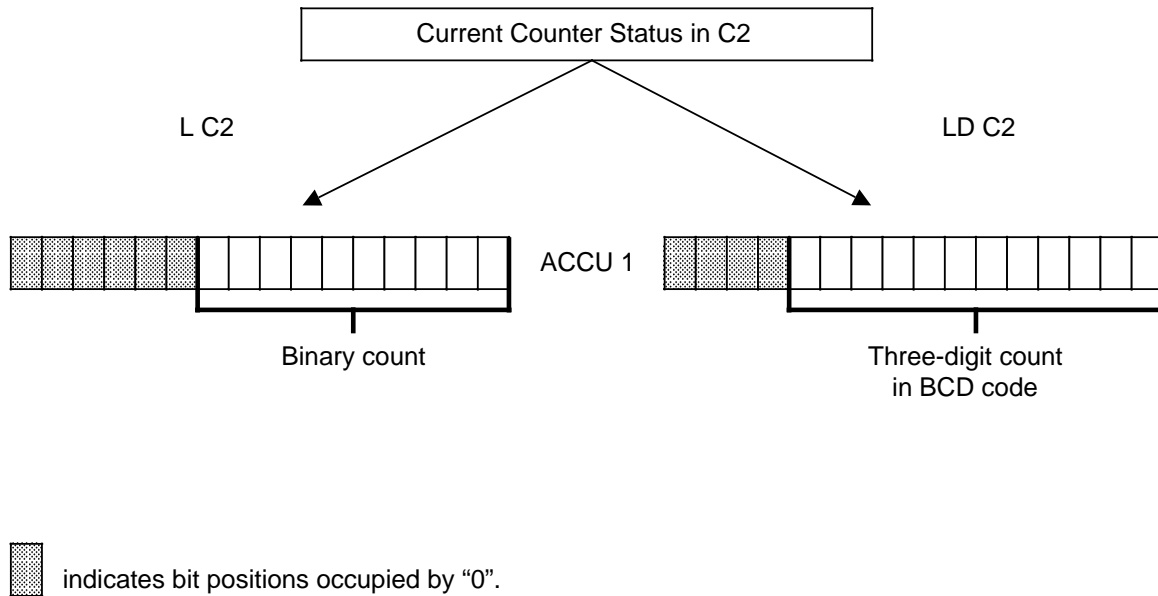 Current Counter Status in C2
L C2
LD C2
ACCU 1
Binary count
Three-digit count
in BCD code
indicates bit positions occupied by “0”.